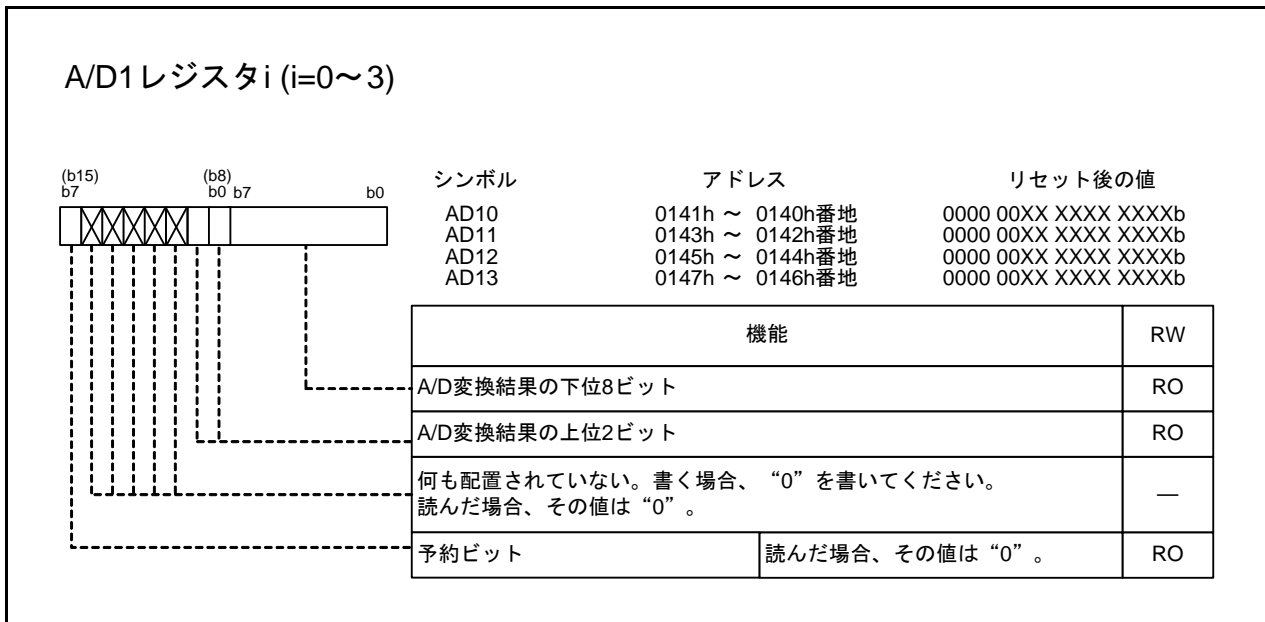 A/D1レジスタi (i=0～3)
(b15) (b8)
b7 b0 b7 b0
シンボル アドレス リセット後の値
AD10 0141h ～ 0140h番地 0000 00XX XXXX XXXXb
AD11 0143h ～ 0142h番地 0000 00XX XXXX XXXXb
AD12 0145h ～ 0144h番地 0000 00XX XXXX XXXXb
AD13 0147h ～ 0146h番地 0000 00XX XXXX XXXXb
機能 RW
A/D変換結果の下位8ビット RO
A/D変換結果の上位2ビット RO
何も配置されていない。書く場合、“0”を書いてください。
読んだ場合、その値は“0”。 —
予約ビット 読んだ場合、その値は“0”。 RO